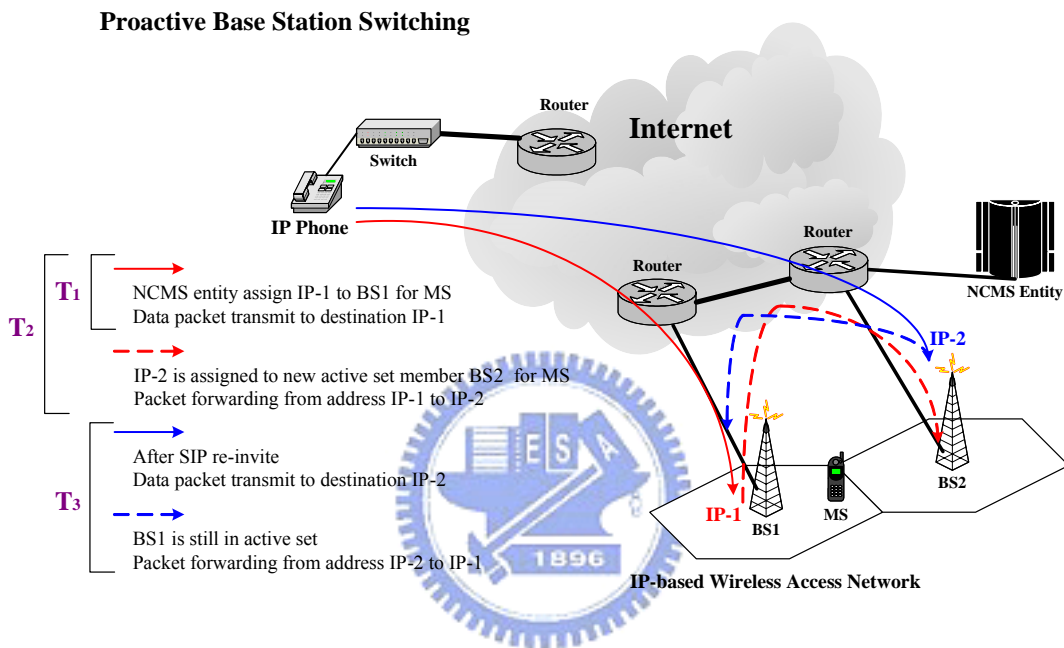 Proactive Base Station Switching
Router
Internet
Switch
IP Phone
Router
Router
NCMS Entity
T1
NCMS entity assign IP-1 to BS1 for MS
Data packet transmit to destination IP-1
T2
IP-2 is assigned to new active set member BS2 for MS
Packet forwarding from address IP-1 to IP-2
IP-2
T3
After SIP re-invite
Data packet transmit to destination IP-2
BS1 is still in active set
Packet forwarding from address IP-2 to IP-1
IP-1
BS1
MS
BS2
IP-based Wireless Access Network
E S A
1896